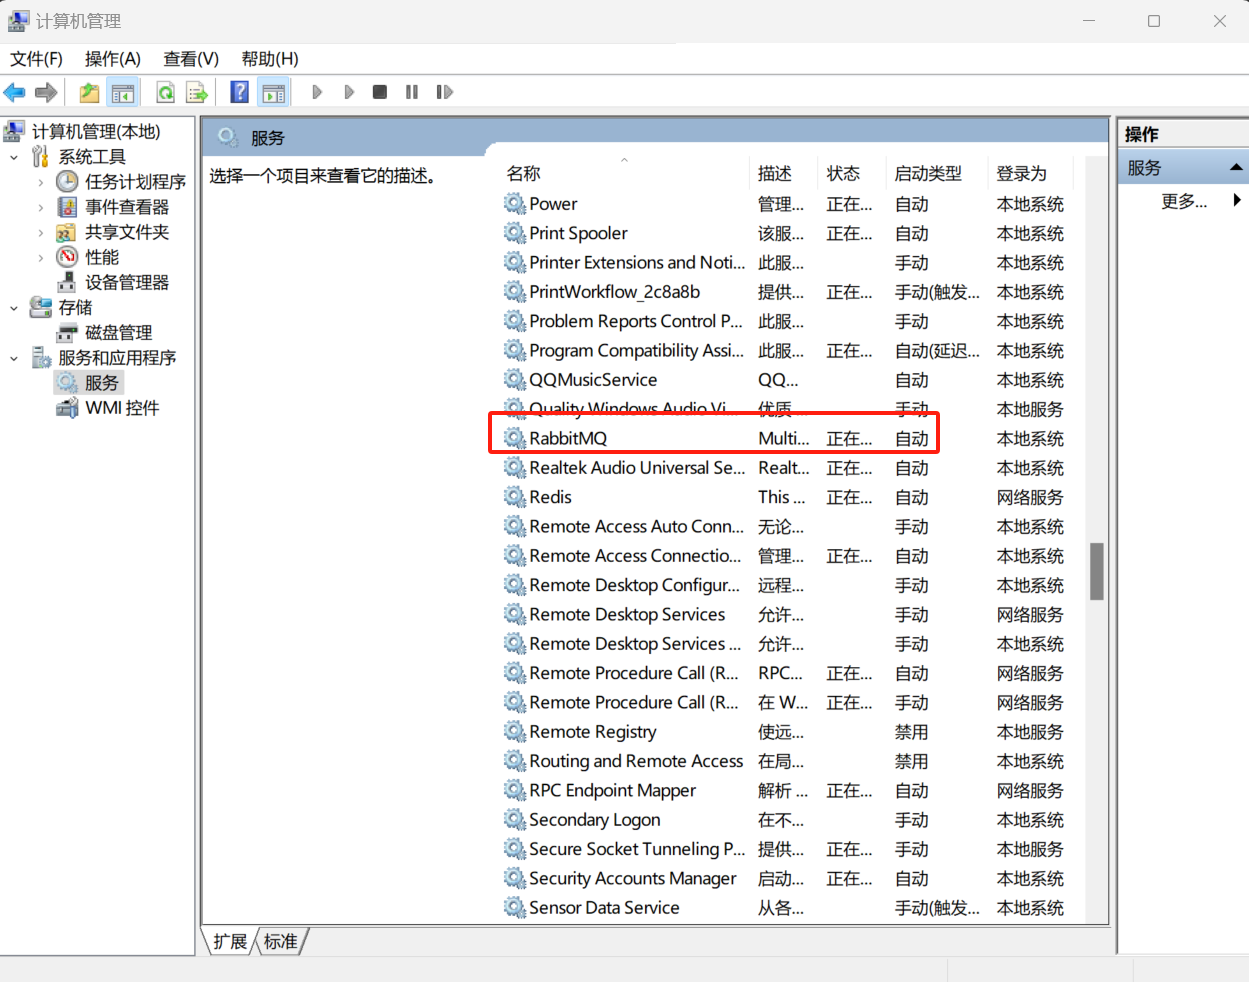 计算机管理
文件(F) 操作(A) 查看(V) 帮助(H)
计算机管理(本地)
系统工具
任务计划程序
事件查看器
共享文件夹
性能
设备管理器
存储
磁盘管理
服务和应用程序
服务
WMI 控件
服务
选择一个项目来查看它的描述。
名称 描述 状态 启动类型 登录为
Power 管理... 正在... 自动 本地系统
Print Spooler 该服... 正在... 自动 本地系统
Printer Extensions and Noti... 此服... 手动 本地系统
PrintWorkflow_2c8a8b 提供... 正在... 手动(触发... 本地系统
Problem Reports Control P... 此服... 手动 本地系统
Program Compatibility Assi... 此服... 正在... 自动(延迟... 本地系统
QQMusicService QQ... 自动 本地系统
Quality Windows Audio Vi... 优质... 手动 本地服务
RabbitMQ Multi... 正在... 自动 本地系统
Realtek Audio Universal Se... Realt... 正在... 自动 本地系统
Redis This ... 正在... 自动 网络服务
Remote Access Auto Conn... 无论... 手动 本地系统
Remote Access Connectio... 管理... 正在... 自动 本地系统
Remote Desktop Configur... 远程... 手动 本地系统
Remote Desktop Services 允许... 手动 网络服务
Remote Desktop Services ... 允许... 手动 本地系统
Remote Procedure Call (R... RPC... 正在... 自动 网络服务
Remote Procedure Call (R... 在 W... 正在... 手动 网络服务
Remote Registry 使远... 禁用 本地服务
Routing and Remote Access 在局... 禁用 本地系统
RPC Endpoint Mapper 解析 ... 正在... 自动 网络服务
Secondary Logon 在不... 手动 本地系统
Secure Socket Tunneling P... 提供... 正在... 手动 本地服务
Security Accounts Manager 启动... 正在... 自动 本地系统
Sensor Data Service 从各... 手动(触发... 本地系统
扩展 标准
操作
服务
更多...